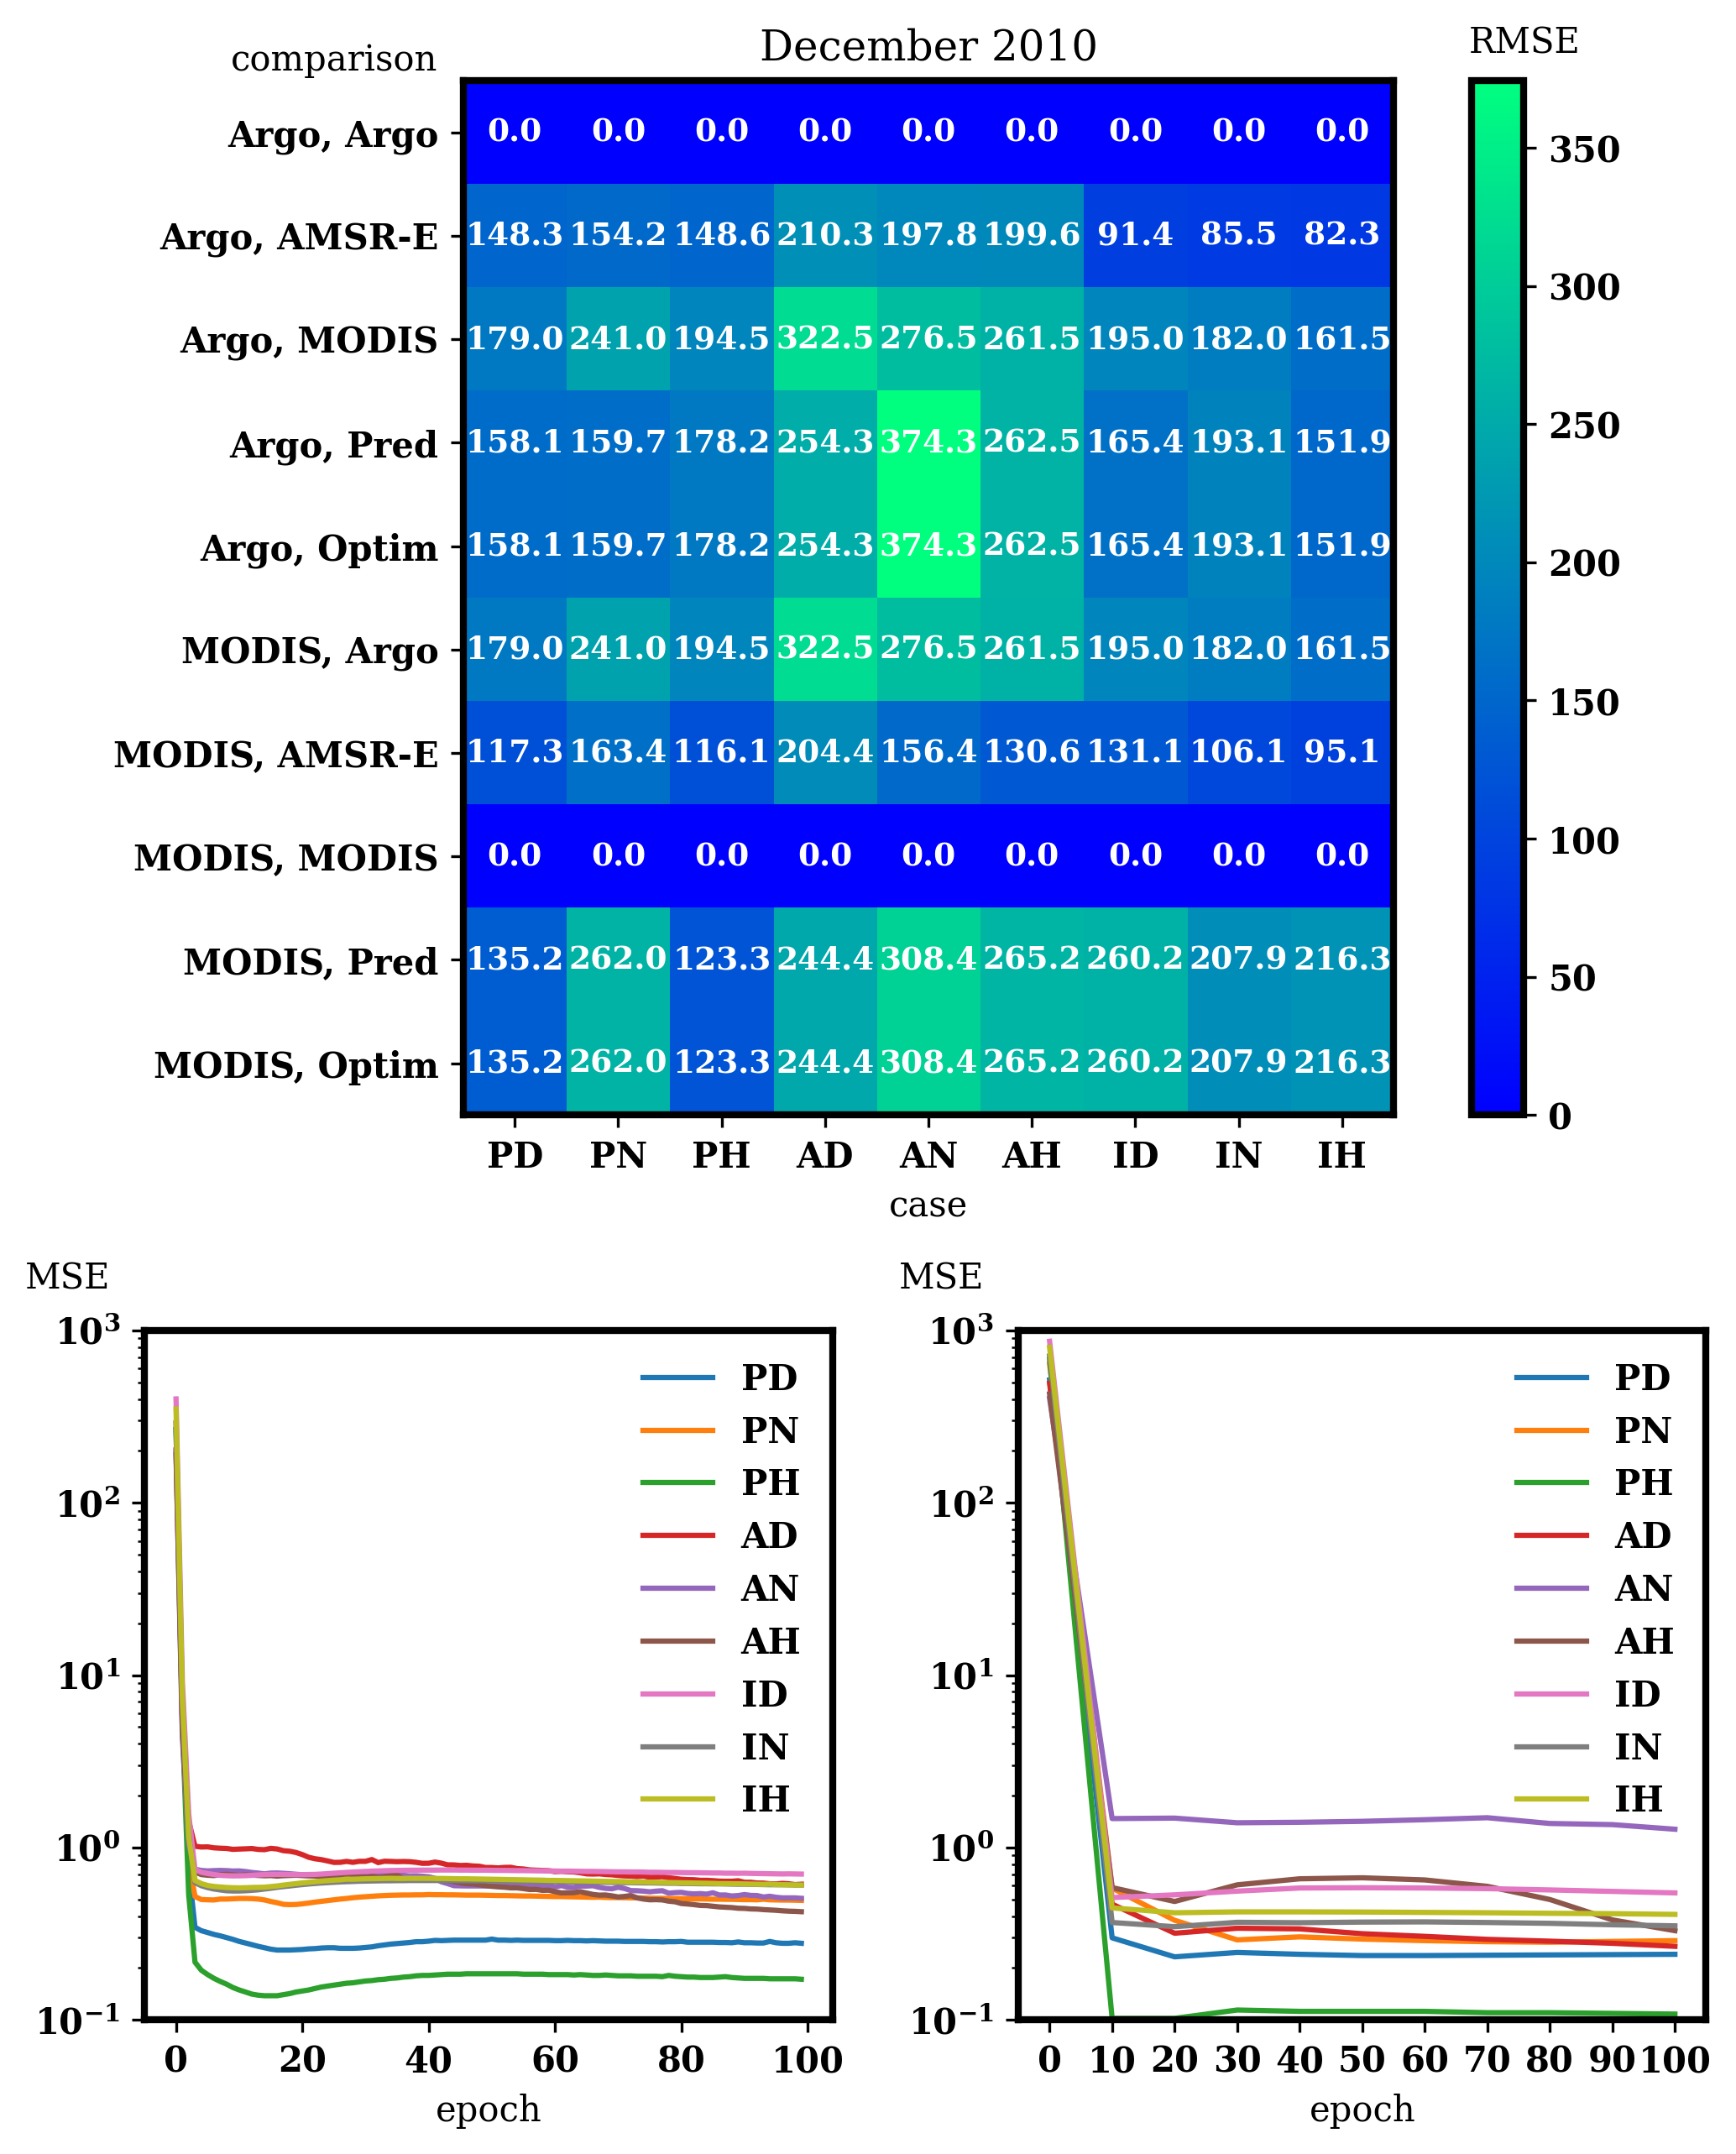 December 2010
comparison
RMSE
Argo, Argo 0.0 0.0 0.0 0.0 0.0 0.0 0.0 0.0 0.0
Argo, AMSR-E 148.3 154.2 148.6 210.3 197.8 199.6 91.4 85.5 82.3
Argo, MODIS 179.0 241.0 194.5 322.5 276.5 261.5 195.0 182.0 161.5
Argo, Pred 158.1 159.7 178.2 254.3 374.3 262.5 165.4 193.1 151.9
Argo, Optim 158.1 159.7 178.2 254.3 374.3 262.5 165.4 193.1 151.9
MODIS, Argo 179.0 241.0 194.5 322.5 276.5 261.5 195.0 182.0 161.5
MODIS, AMSR-E 117.3 163.4 116.1 204.4 156.4 130.6 131.1 106.1 95.1
MODIS, MODIS 0.0 0.0 0.0 0.0 0.0 0.0 0.0 0.0 0.0
MODIS, Pred 135.2 262.0 123.3 244.4 308.4 265.2 260.2 207.9 216.3
MODIS, Optim 135.2 262.0 123.3 244.4 308.4 265.2 260.2 207.9 216.3
PD PN PH AD AN AH ID IN IH
case
350
300
250
200
150
100
50
0
MSE
10³
10²
10¹
10⁰
10⁻¹
PD
PN
PH
AD
AN
AH
ID
IN
IH
0 20 40 60 80 100
epoch
MSE
10³
10²
10¹
10⁰
10⁻¹
PD
PN
PH
AD
AN
AH
ID
IN
IH
0 10 20 30 40 50 60 70 80 90 100
epoch